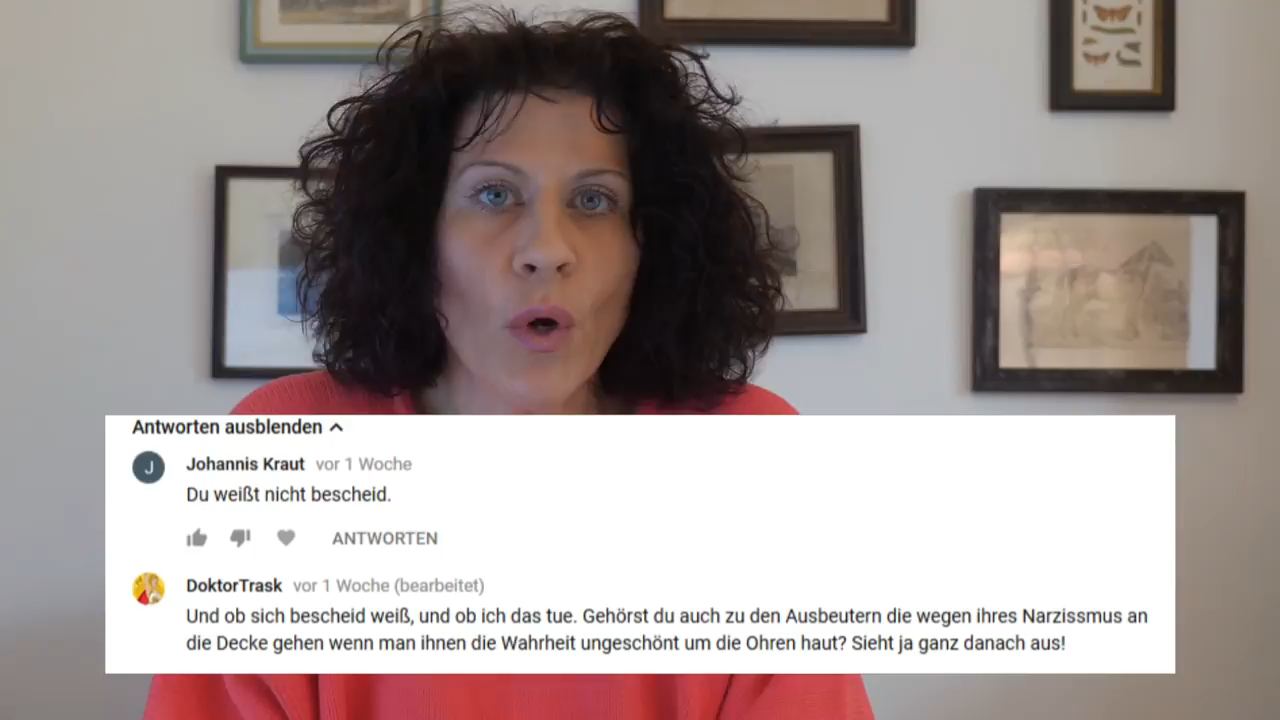 Antworten ausblenden
J
Johannis Kraut vor 1 Woche
Du weißt nicht bescheid.
ANTWORTEN
DoktorTrask vor 1 Woche (bearbeitet)
Und ob sich bescheid weiß, und ob ich das tue. Gehörst du auch zu den Ausbeutern die wegen ihres Narzissmus an
die Decke gehen wenn man ihnen die Wahrheit ungeschönt um die Ohren haut? Sieht ja ganz danach aus!